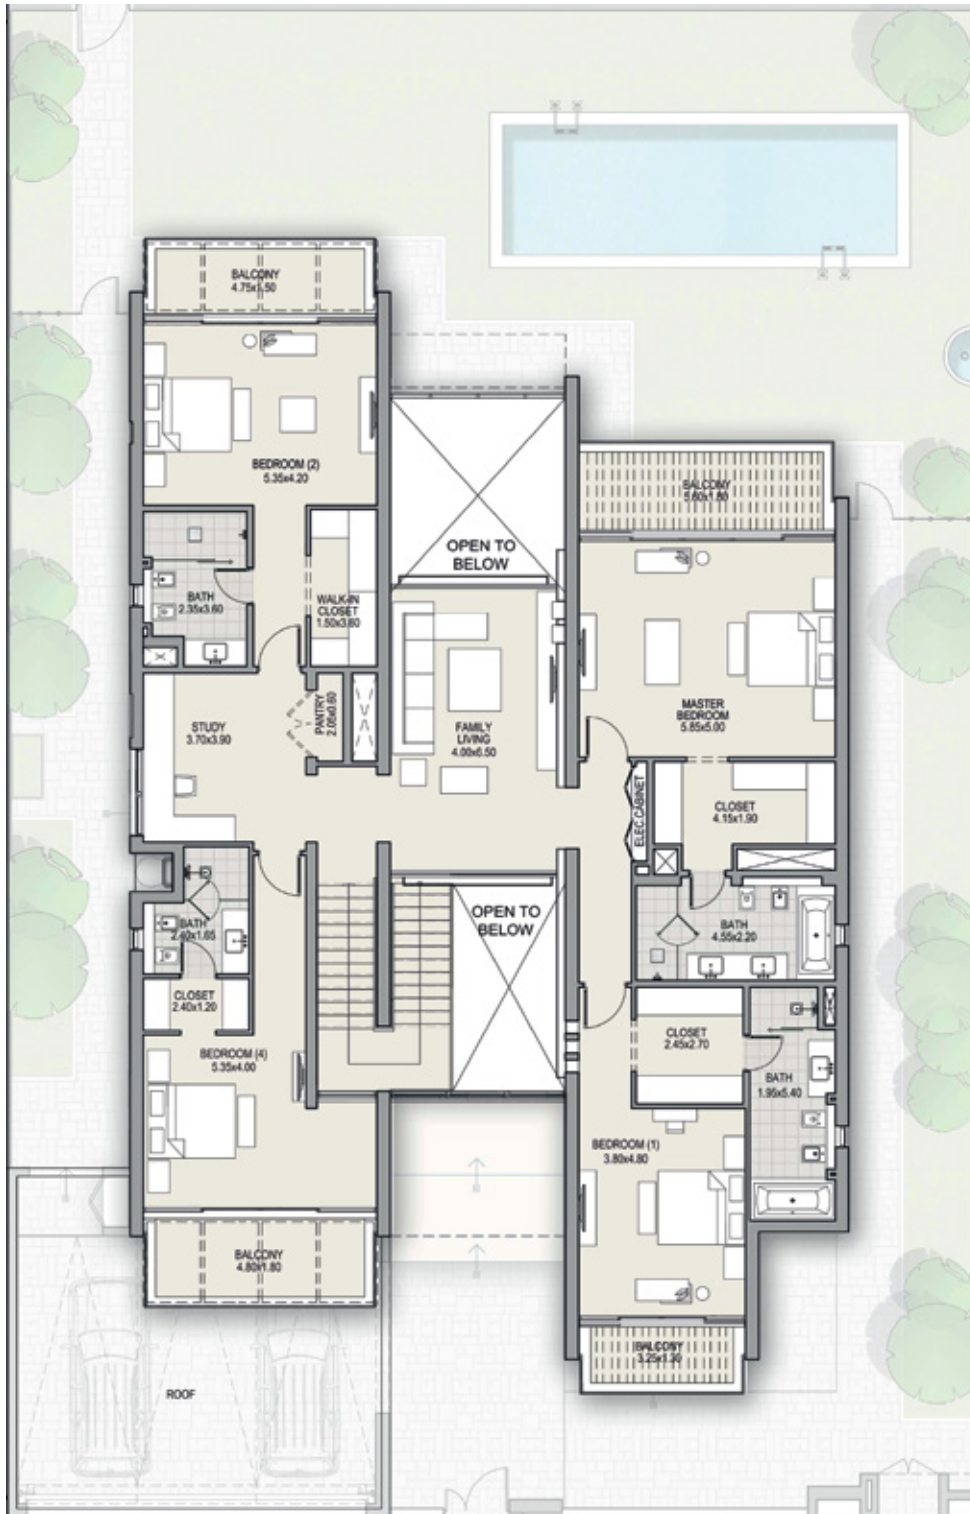 BALCONY
4.75x1.50
BEDROOM (2)
5.35x4.20
BALCONY
5.60x1.80
OPEN TO
BELOW
BATH
2.35x3.60
WALK-IN
CLOSET
1.50x3.60
MASTER
BEDROOM
5.85x5.00
STUDY
3.70x3.90
PANTRY
2.05x0.60
FAMILY
LIVING
4.00x6.50
ELEC.CABINET
CLOSET
4.15x1.90
OPEN TO
BELOW
BATH
2.40x1.65
BATH
4.55x2.20
CLOSET
2.40x1.20
CLOSET
2.45x2.70
BEDROOM (4)
5.35x4.00
BATH
1.95x5.40
BEDROOM (1)
3.80x4.80
BALCONY
4.80x1.80
BALCONY
3.25x1.30
ROOF